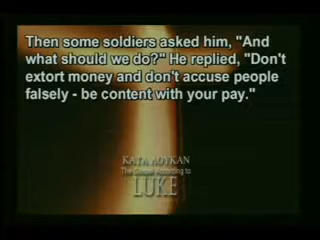 Then some soldiers asked him, "And
what should we do?" He replied, "Don't
extort money and don't accuse people
falsely - be content with your pay."
ΚΑΤΑ ΛΟΥΚΑΝ
The Gospel According to
LUKE